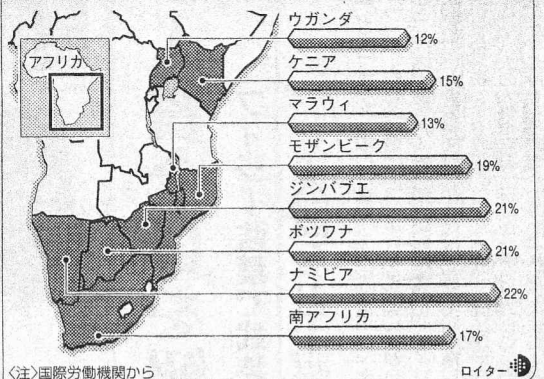 アフリカ
ウガンダ
12%
ケニア
15%
マラウィ
13%
モザンビーク
19%
ジンバブエ
21%
ボツワナ
21%
ナミビア
22%
南アフリカ
17%
〈注〉国際労働機関から
ロイター